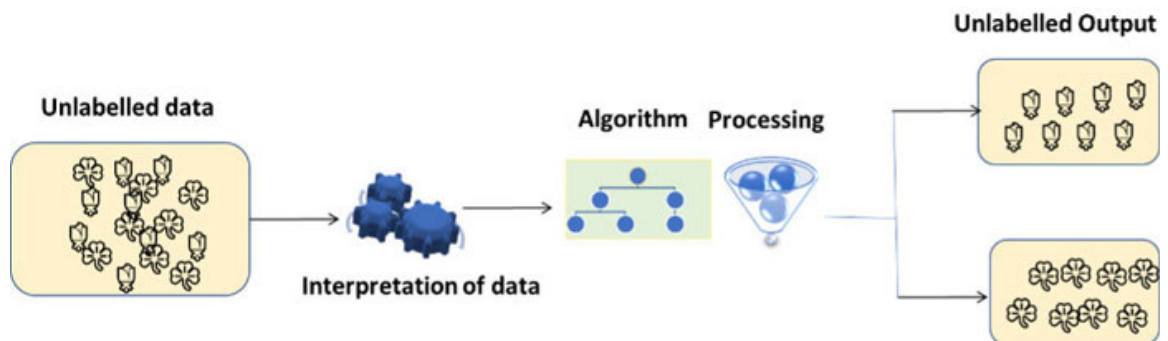 Unlabelled Output
Unlabelled data
Algorithm
Processing
Interpretation of data